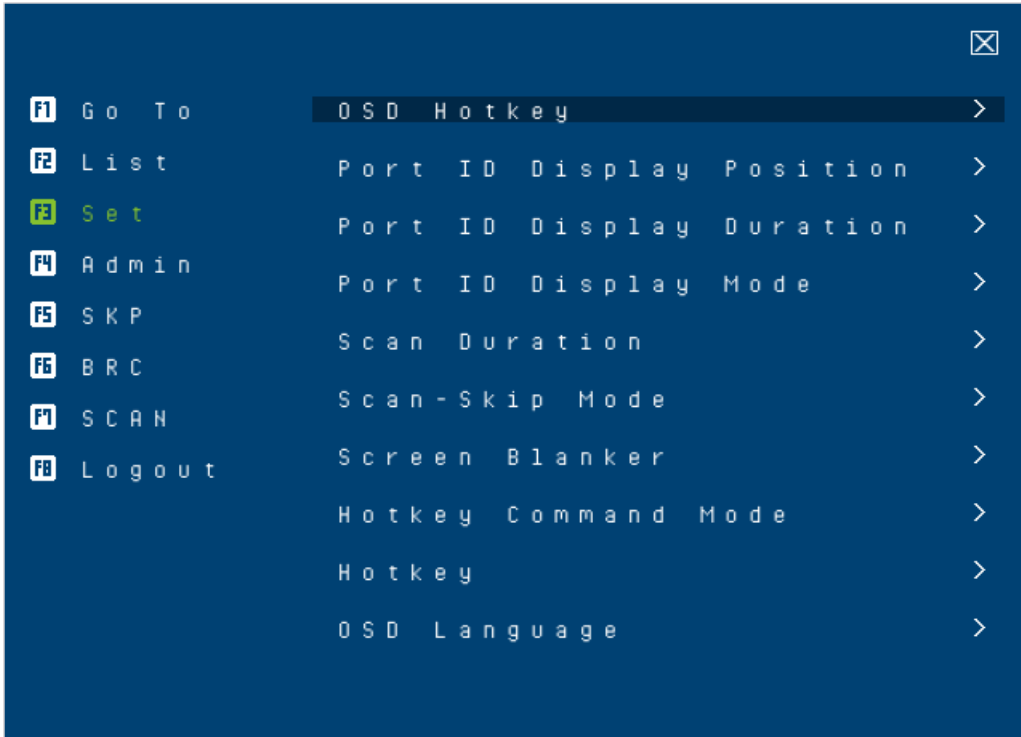 F1 Go To
F2 List
F3 Set
F4 Admin
F5 SKP
F6 BRC
F7 SCAN
F8 Logout
OSD Hotkey >
Port ID Display Position >
Port ID Display Duration >
Port ID Display Mode >
Scan Duration >
Scan-Skip Mode >
Screen Blanker >
Hotkey Command Mode >
Hotkey >
OSD Language >